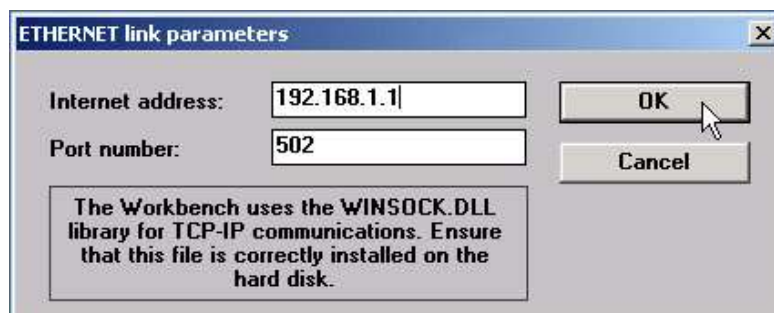 ETHERNET link parameters
Internet address: 192.168.1.1 OK
Port number: 502 Cancel
The Workbench uses the WINSOCK.DLL
library for TCP-IP communications. Ensure
that this file is correctly installed on the
hard disk.